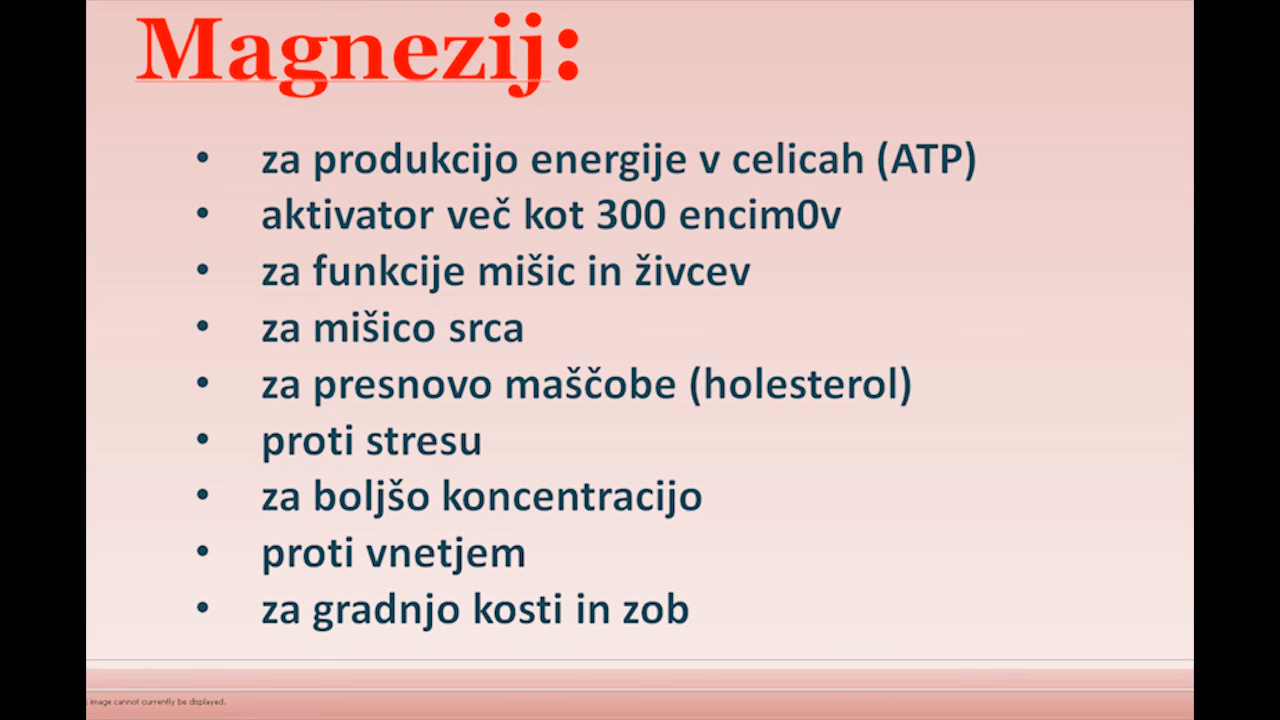 Magnezij:
• za produkcijo energije v celicah (ATP)
• aktivator več kot 300 encim0v
• za funkcije mišic in živcev
• za mišico srca
• za presnovo maščobe (holesterol)
• proti stresu
• za boljšo koncentracijo
• proti vnetjem
• za gradnjo kosti in zob
image cannot currently be displayed.